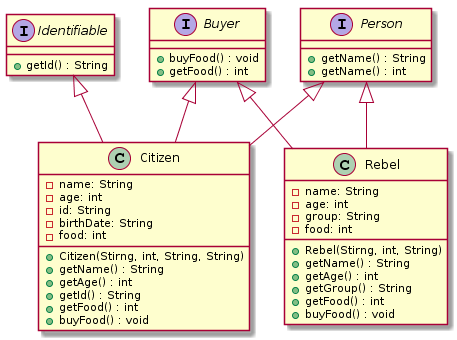 I Identifiable
getId() : String
I Buyer
buyFood() : void
getFood() : int
I Person
getName() : String
getName() : int
C Citizen
name: String
age: int
id: String
birthDate: String
food: int
Citizen(Stirng, int, String, String)
getName() : String
getAge() : int
getId() : String
getFood() : int
buyFood() : void
C Rebel
name: String
age: int
group: String
food: int
Rebel(Stirng, int, String)
getName() : String
getAge() : int
getGroup() : String
getFood() : int
buyFood() : void